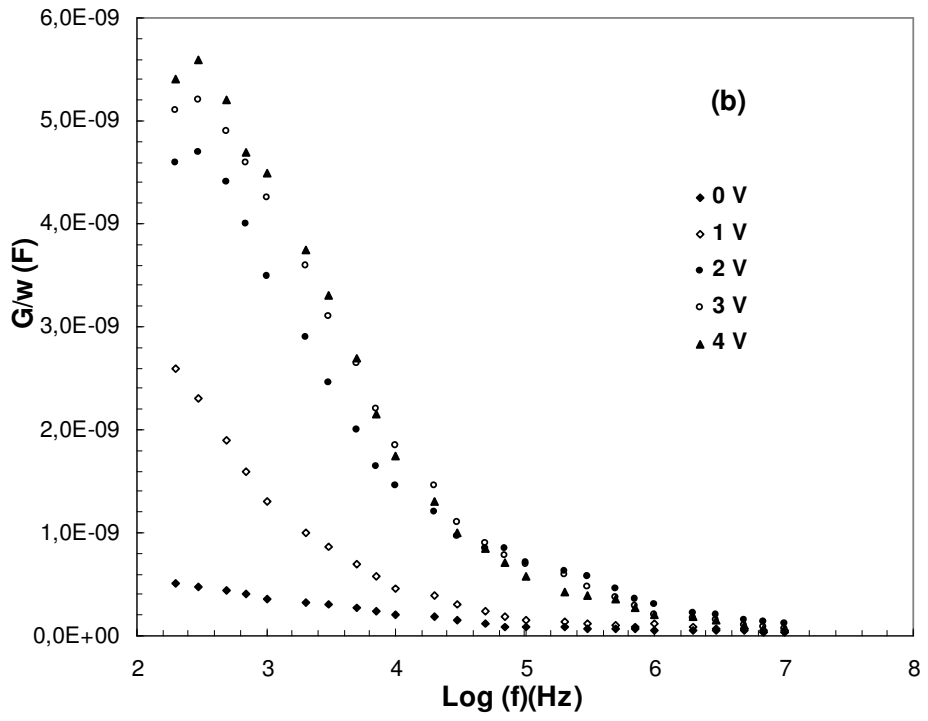 6,0E-09
5,0E-09
4,0E-09
3,0E-09
2,0E-09
1,0E-09
0,0E+00
G/w (F)
(b)
0 V
1 V
2 V
3 V
4 V
2 3 4 5 6 7 8
Log (f)(Hz)